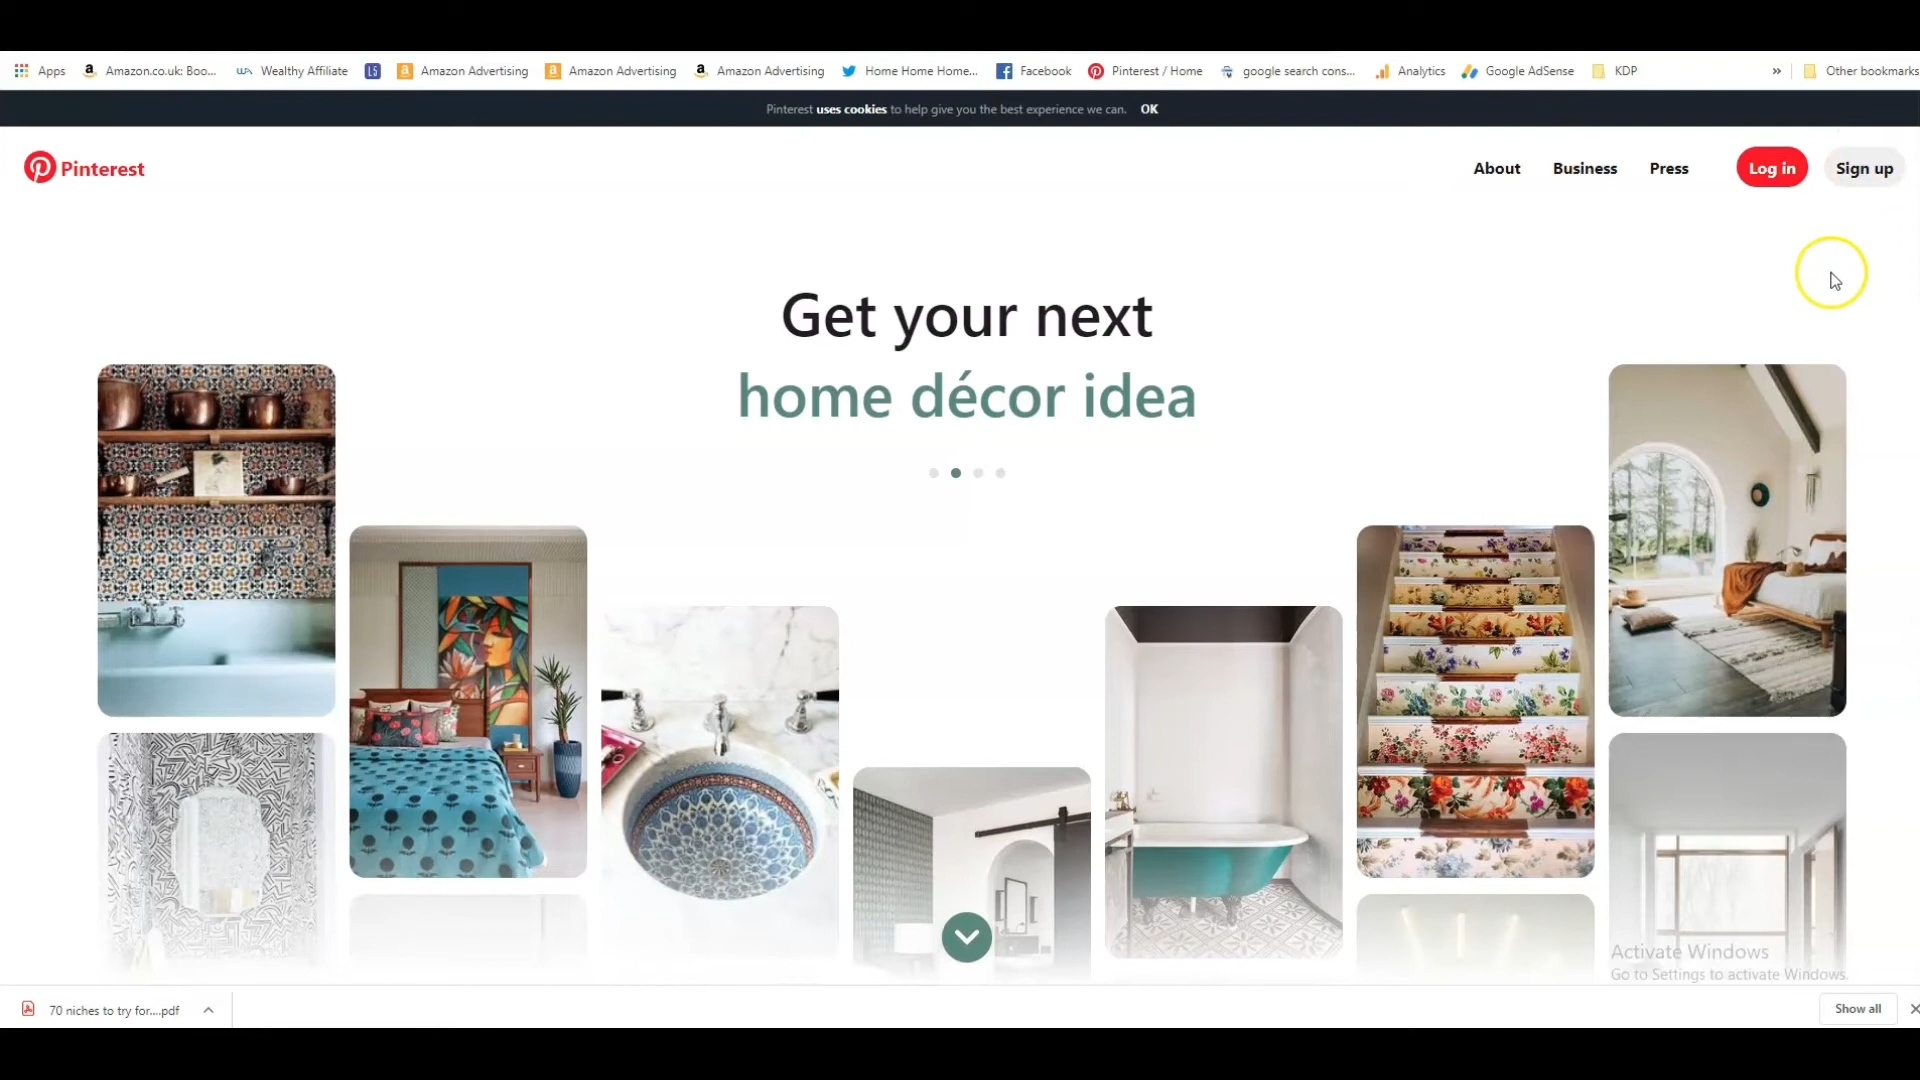 Apps Amazon.co.uk: Boo... Wealthy Affiliate L5 Amazon Advertising Amazon Advertising Amazon Advertising Home Home Home... Facebook Pinterest / Home google search cons... Analytics Google AdSense KDP » Other bookmarks
Pinterest uses cookies to help give you the best experience we can. OK
Pinterest About Business Press Log in Sign up
Get your next
home décor idea
Activate Windows
Go to Settings to activate Windows.
70 niches to try for....pdf Show all